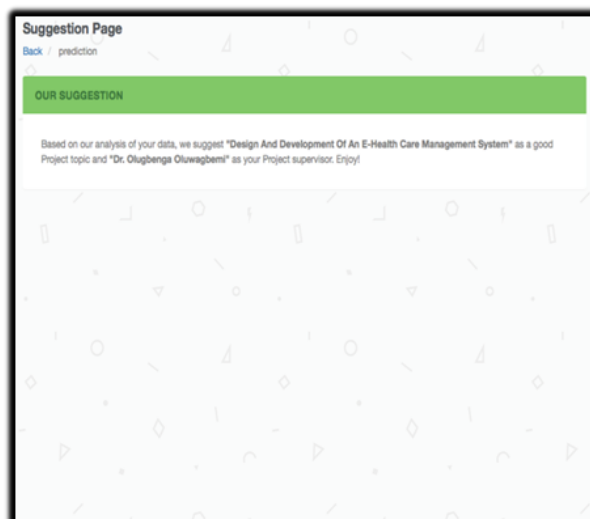 Suggestion Page
Back / prediction
OUR SUGGESTION
Based on our analysis of your data, we suggest "Design And Development Of An E-Health Care Management System" as a good
Project topic and "Dr. Olugbenga Oluwagbemi" as your Project supervisor. Enjoy!